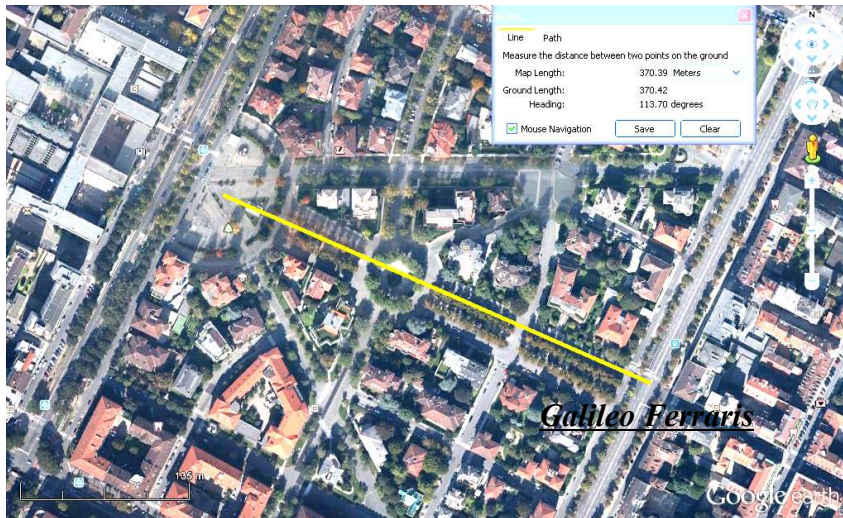 Line Path
Measure the distance between two points on the ground
Map Length: 370.39 Meters
Ground Length: 370.42
Heading: 113.70 degrees
Mouse Navigation Save Clear
N
Galileo Ferraris
135 m
Google earth